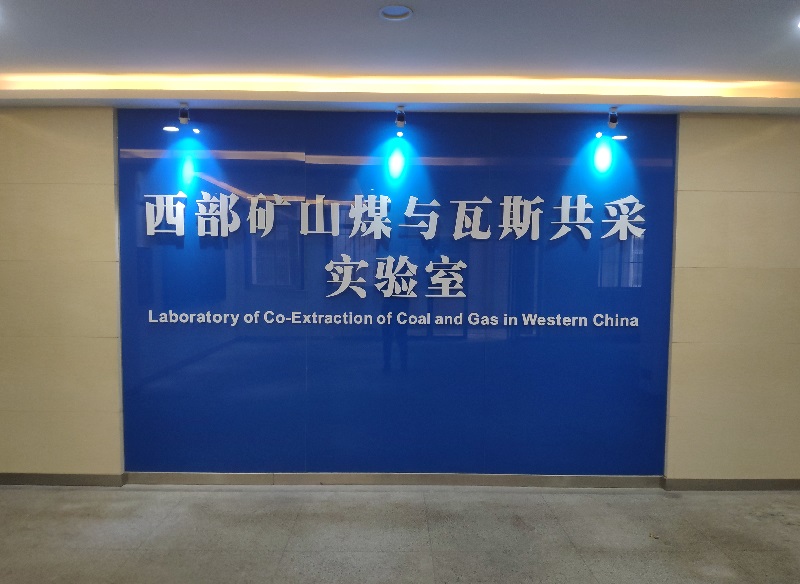 西部矿山煤与瓦斯共采
实验室
Laboratory of Co-Extraction of Coal and Gas in Western China